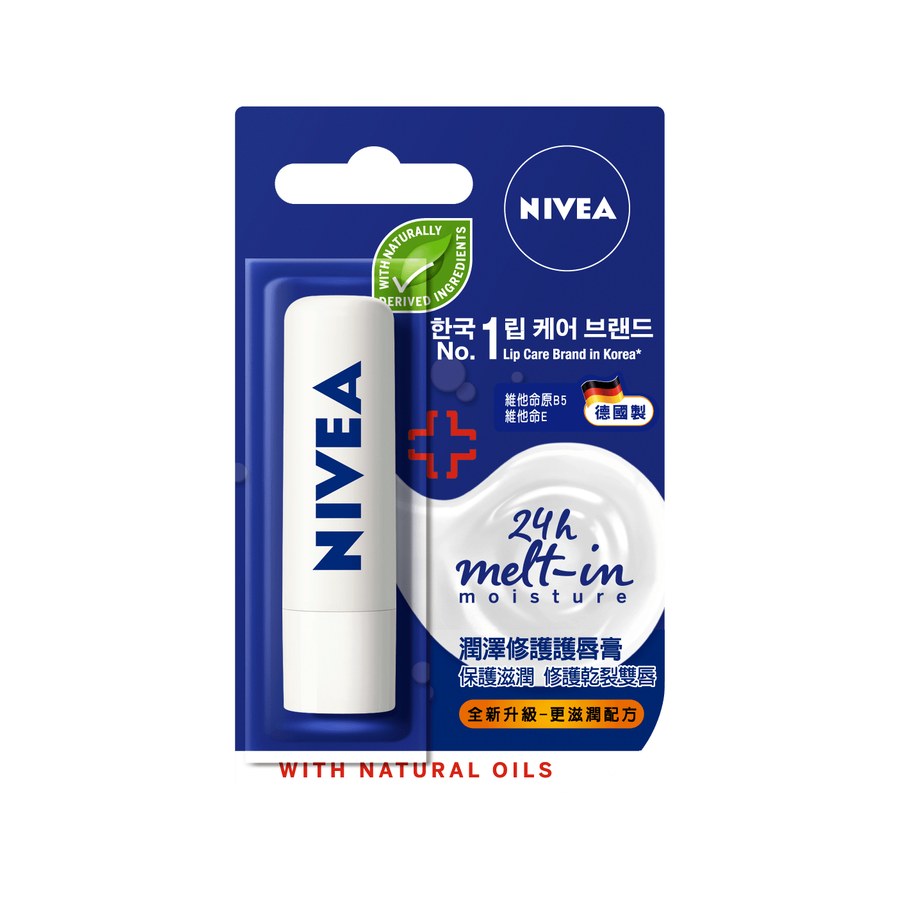 NIVEA
WITH NATURALLY
DERIVED INGREDIENTS
한국 No.1 립 케어 브랜드
Lip Care Brand in Korea*
維他命原B5
維他命E
德國製
NIVEA
24h
melt-in
moisture
潤澤修護護唇膏
保護滋潤 修護乾裂雙唇
全新升級-更滋潤配方
WITH NATURAL OILS